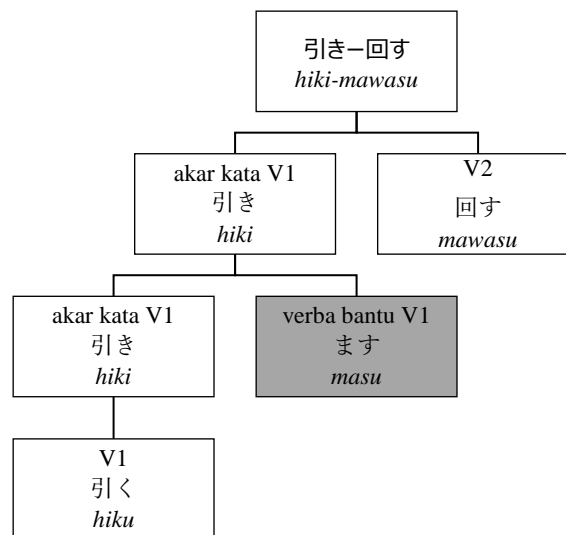 引き−回す
hiki-mawasu
akar kata V1
引き
hiki
V2
回す
mawasu
akar kata V1
引き
hiki
verba bantu V1
ます
masu
V1
引く
hiku